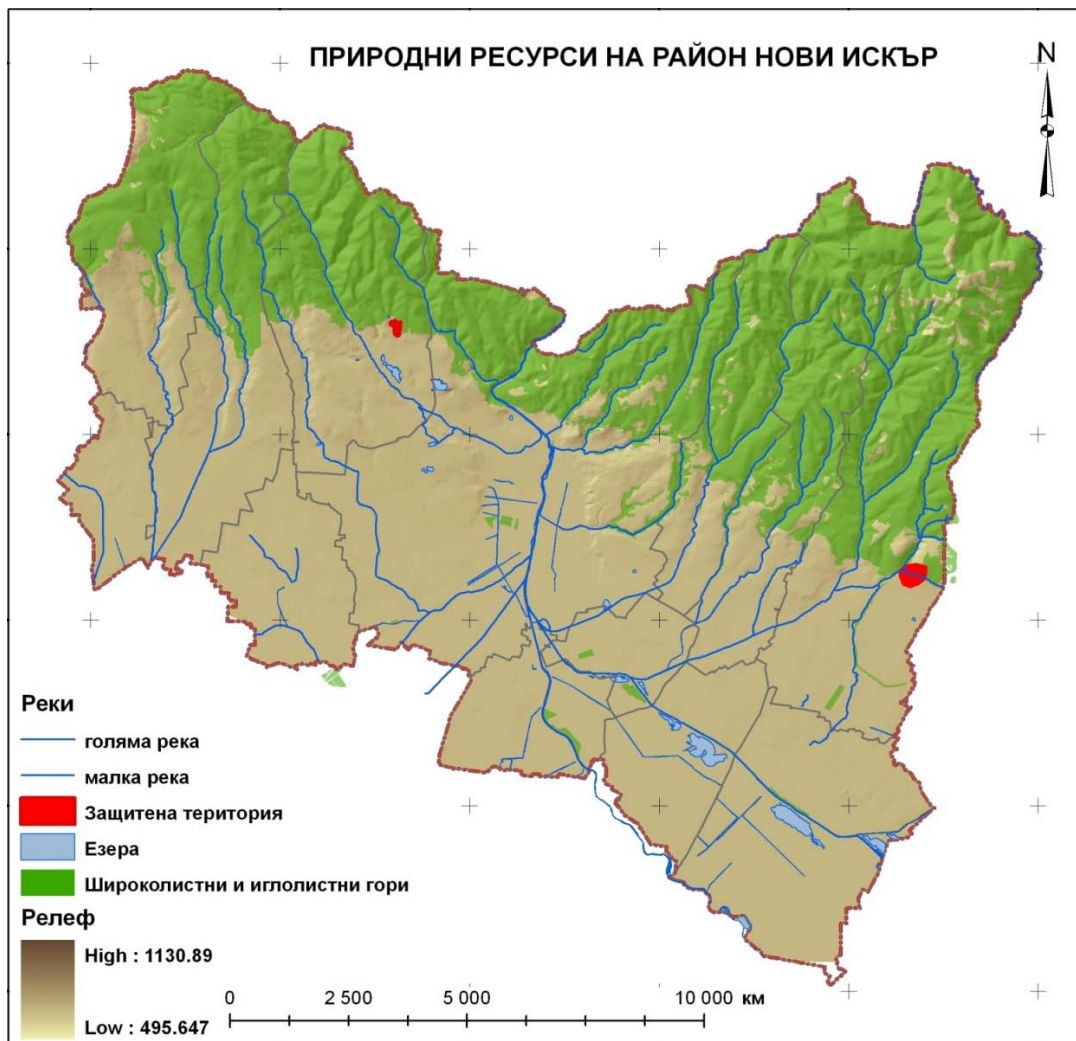 ПРИРОДНИ РЕСУРСИ НА РАЙОН НОВИ ИСКЪР
N
Реки
голяма река
малка река
Защитена територия
Езера
Широколистни и иглолистни гори
Релеф
High : 1130.89
Low : 495.647
0 2 500 5 000 10 000 км